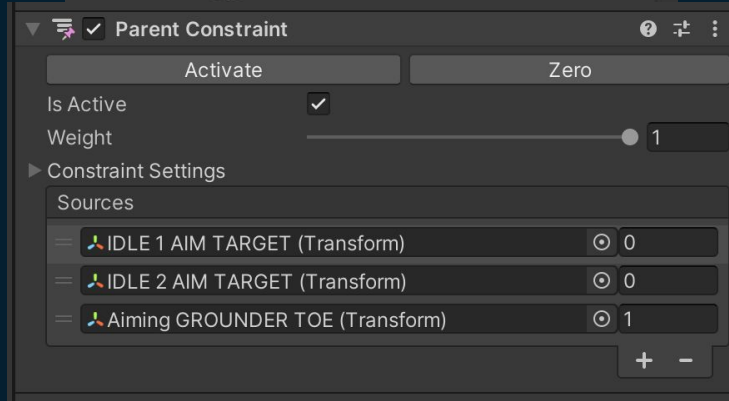 Parent Constraint
Activate Zero
Is Active
Weight 1
Constraint Settings
Sources
IDLE 1 AIM TARGET (Transform) 0
IDLE 2 AIM TARGET (Transform) 0
Aiming GROUNDER TOE (Transform) 1
+ -